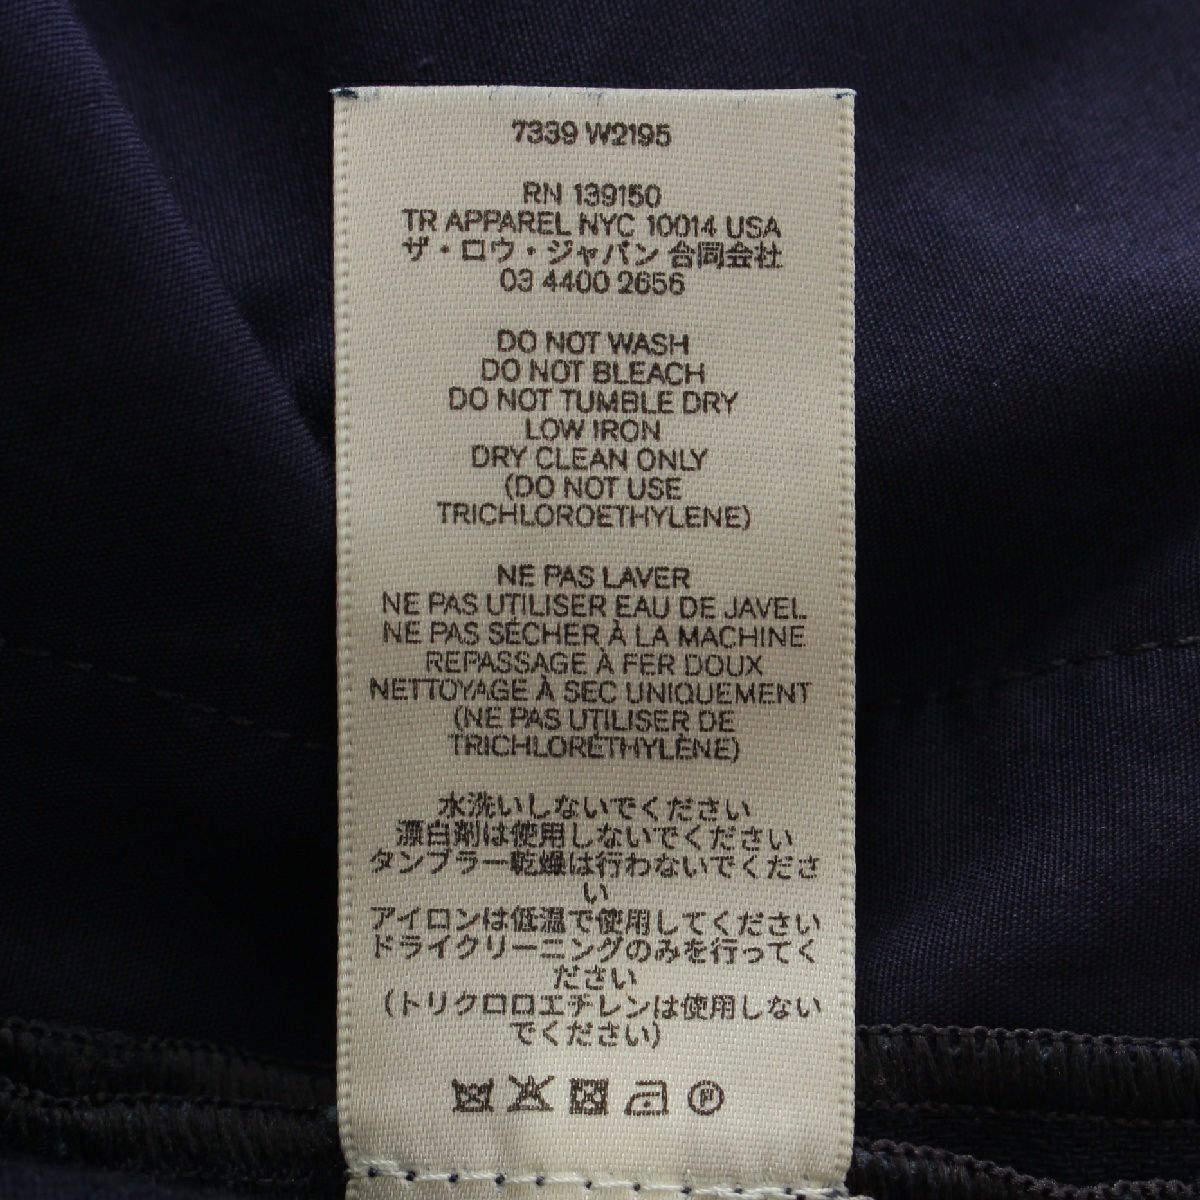 7339 W2195
RN 139150
TR APPAREL NYC 10014 USA
ザ・ロウ・ジャパン 合同会社
03 4400 2656
DO NOT WASH
DO NOT BLEACH
DO NOT TUMBLE DRY
LOW IRON
DRY CLEAN ONLY
(DO NOT USE
TRICHLOROETHYLENE)
NE PAS LAVER
NE PAS UTILISER EAU DE JAVEL
NE PAS SÉCHER À LA MACHINE
REPASSAGE À FER DOUX
NETTOYAGE À SEC UNIQUEMENT
(NE PAS UTILISER DE
TRICHLORÉTHYLÈNE)
水洗いしないでください
漂白剤は使用しないでください
タンブラー乾燥は行わないでくださ
い
アイロンは低温で使用してください
ドライクリーニングのみを行ってく
ださい
(トリクロロエチレンは使用しない
でください)